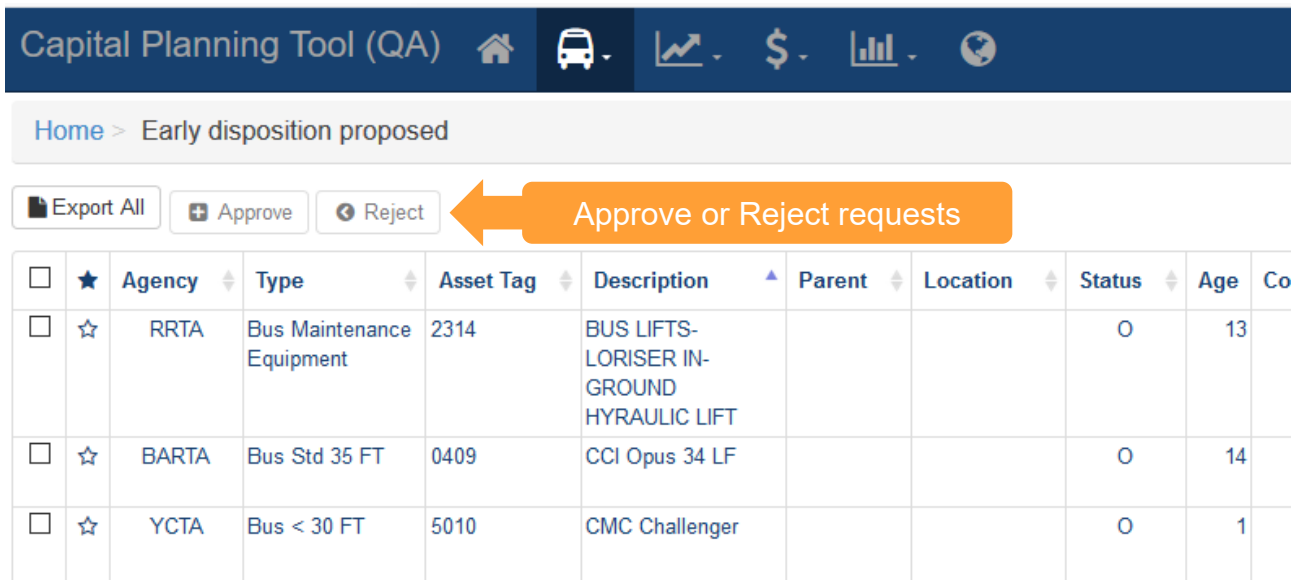 Capital Planning Tool (QA)
Home > Early disposition proposed
Export All Approve Reject Approve or Reject requests
Agency Type Asset Tag Description Parent Location Status Age Co
RRTA Bus Maintenance 2314 BUS LIFTS- O 13
Equipment LORISER IN-
GROUND
HYRAULIC LIFT
BARTA Bus Std 35 FT 0409 CCI Opus 34 LF O 14
YCTA Bus < 30 FT 5010 CMC Challenger O 1